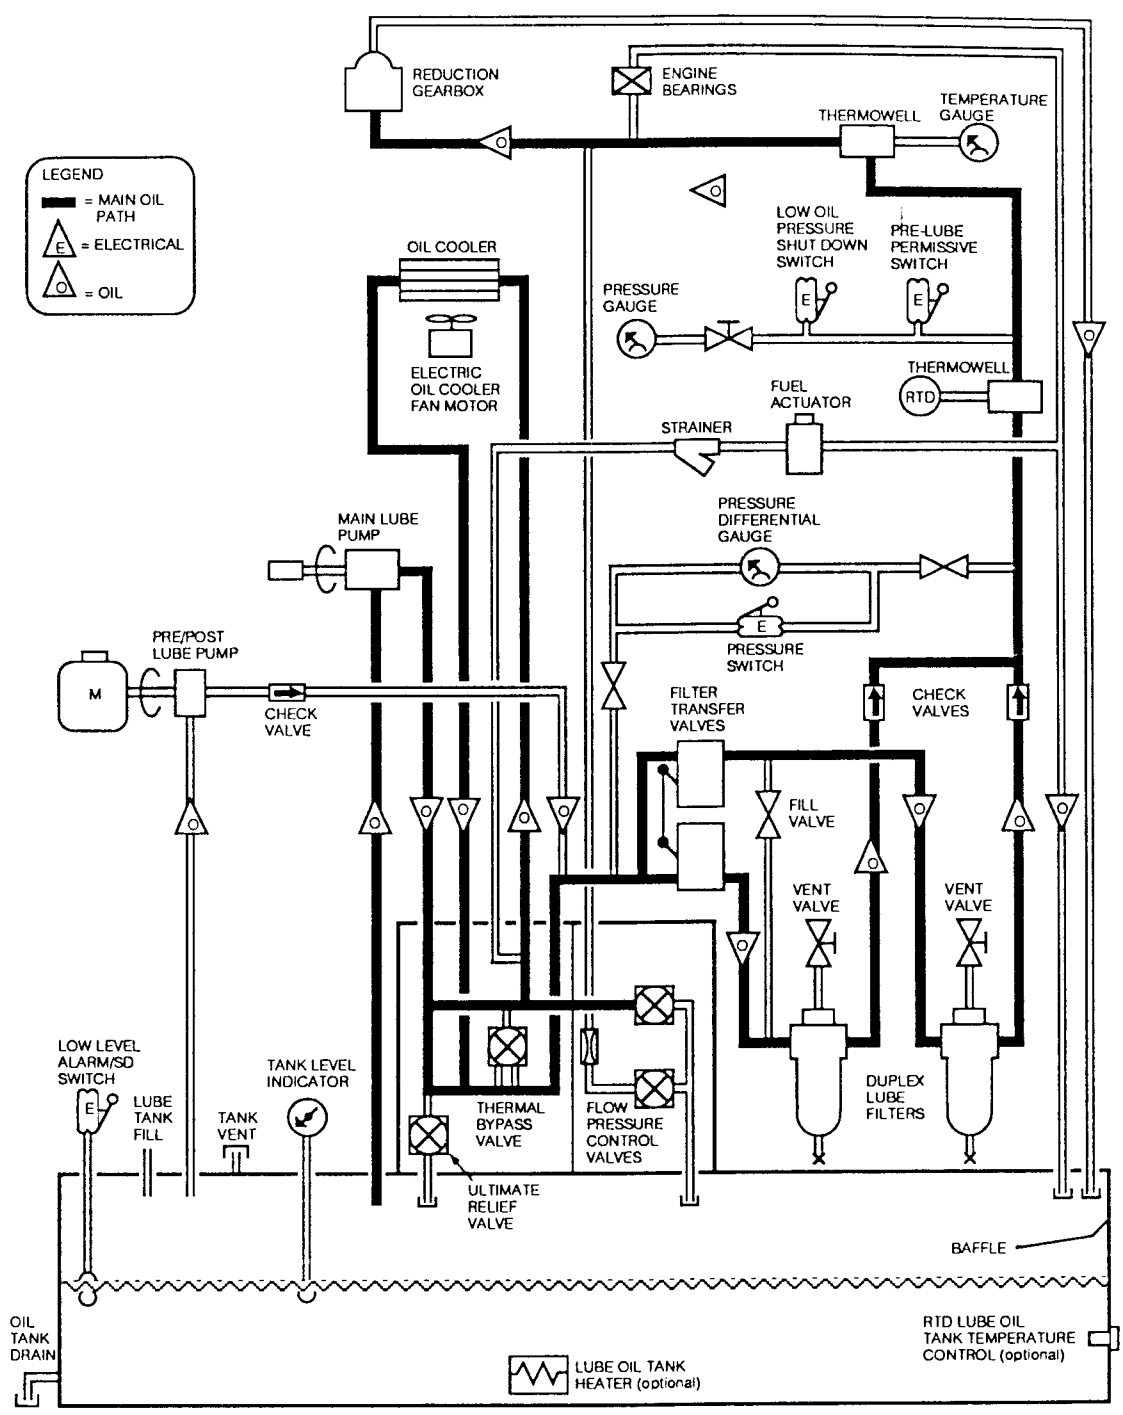 REDUCTION
GEARBOX
ENGINE
BEARINGS
THERMOWELL
TEMPERATURE
GAUGE
O
LEGEND
= MAIN OIL
PATH
E
= ELECTRICAL
O
= OIL
O
LOW OIL
PRESSURE
SHUT DOWN
SWITCH
PRE-LUBE
PERMISSIVE
SWITCH
E
E
OIL COOLER
PRESSURE
GAUGE
O
ELECTRIC
OIL COOLER
FAN MOTOR
THERMOWELL
RTD
FUEL
ACTUATOR
STRAINER
MAIN LUBE
PUMP
PRESSURE
DIFFERENTIAL
GAUGE
E
PRESSURE
SWITCH
PRE/POST
LUBE PUMP
M
CHECK
VALVE
FILTER
TRANSFER
VALVES
CHECK
VALVES
O
O
O
O
O
O
FILL
VALVE
O
O
O
O
VENT
VALVE
VENT
VALVE
O
LOW LEVEL
ALARM/SD
SWITCH
E
LUBE
TANK
FILL
TANK
VENT
TANK LEVEL
INDICATOR
THERMAL
BYPASS
VALVE
FLOW
PRESSURE
CONTROL
VALVES
DUPLEX
LUBE
FILTERS
ULTIMATE
RELIEF
VALVE
BAFFLE
OIL
TANK
DRAIN
RTD LUBE OIL
TANK TEMPERATURE
CONTROL (optional)
LUBE OIL TANK
HEATER (optional)